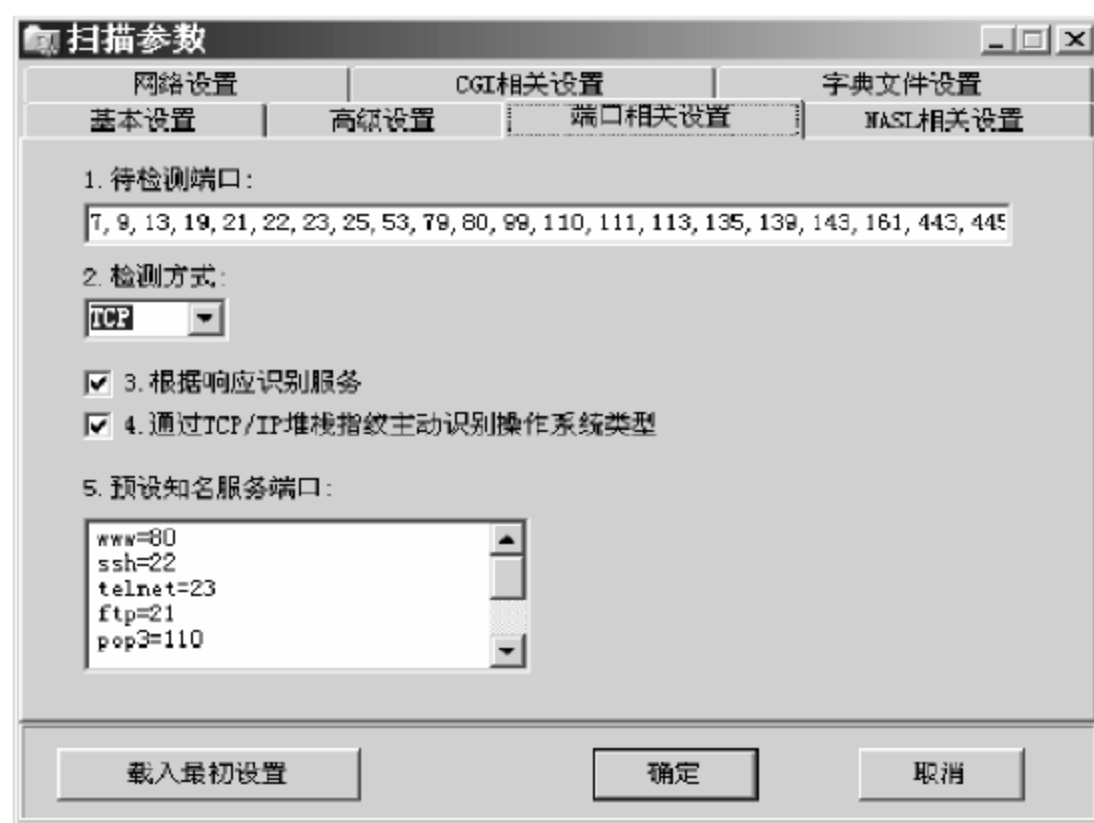 扫描参数
网络设置 CGI相关设置 字典文件设置
基本设置 高级设置 端口相关设置 NASL相关设置
1. 待检测端口:
7, 9, 13, 19, 21, 22, 23, 25, 53, 79, 80, 99, 110, 111, 113, 135, 139, 143, 161, 443, 445
2. 检测方式:
TCP
3. 根据响应识别服务
4. 通过TCP/IP堆栈指纹主动识别操作系统类型
5. 预设知名服务端口:
www=80
ssh=22
telnet=23
ftp=21
pop3=110
载入最初设置 确定 取消